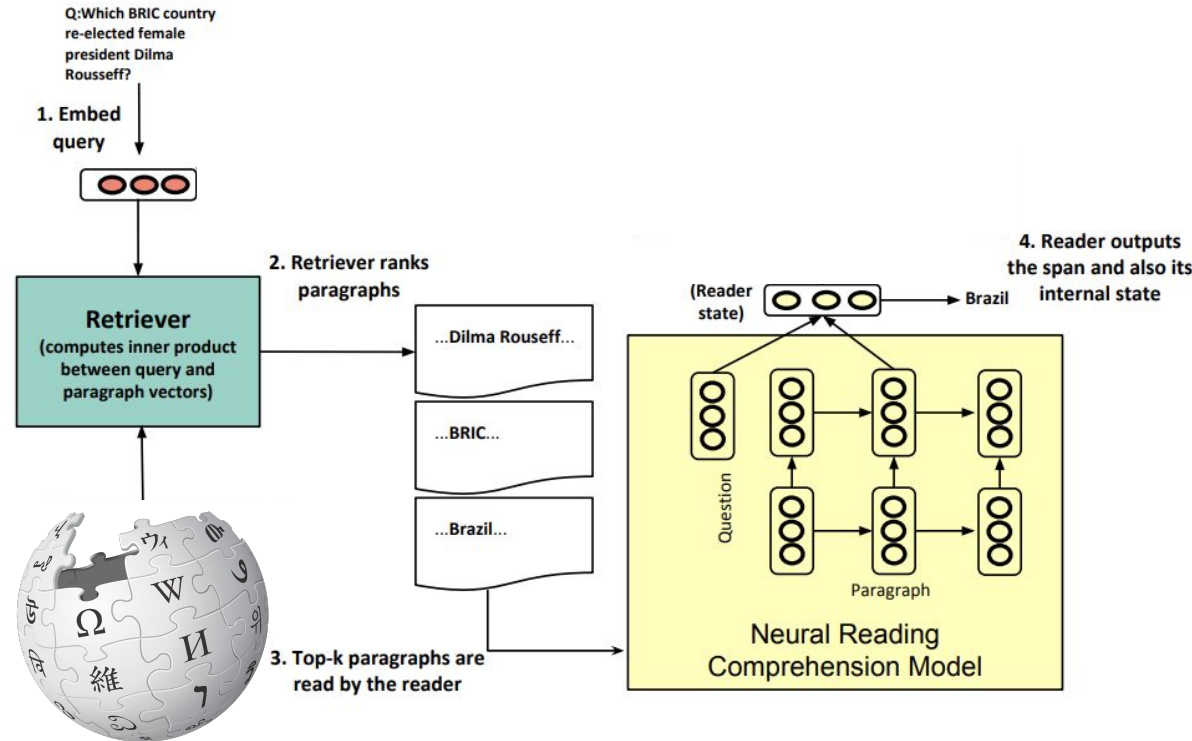 Q:Which BRIC country
re-elected female
president Dilma
Rousseff?
1. Embed
query
Retriever
(computes inner product
between query and
paragraph vectors)
2. Retriever ranks
paragraphs
...Dilma Rouseff...
...BRIC...
...Brazil...
3. Top-k paragraphs are
read by the reader
4. Reader outputs
the span and also its
internal state
(Reader
state)
Brazil
Question
Paragraph
Neural Reading
Comprehension Model
ウィ
W
Ω
И
維